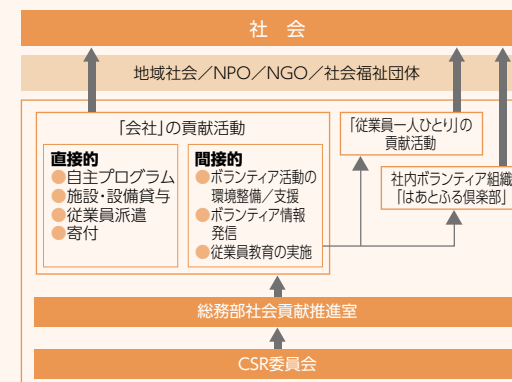 社 会
地域社会／NPO／NGO／社会福祉団体
「会社」の貢献活動
直接的
●自主プログラム
●施設・設備貸与
●従業員派遣
●寄付
間接的
●ボランティア活動の
環境整備／支援
●ボランティア情報
発信
●従業員教育の実施
「従業員一人ひとり」の
貢献活動
社内ボランティア組織
「はあとふる倶楽部」
総務部社会貢献推進室
CSR委員会